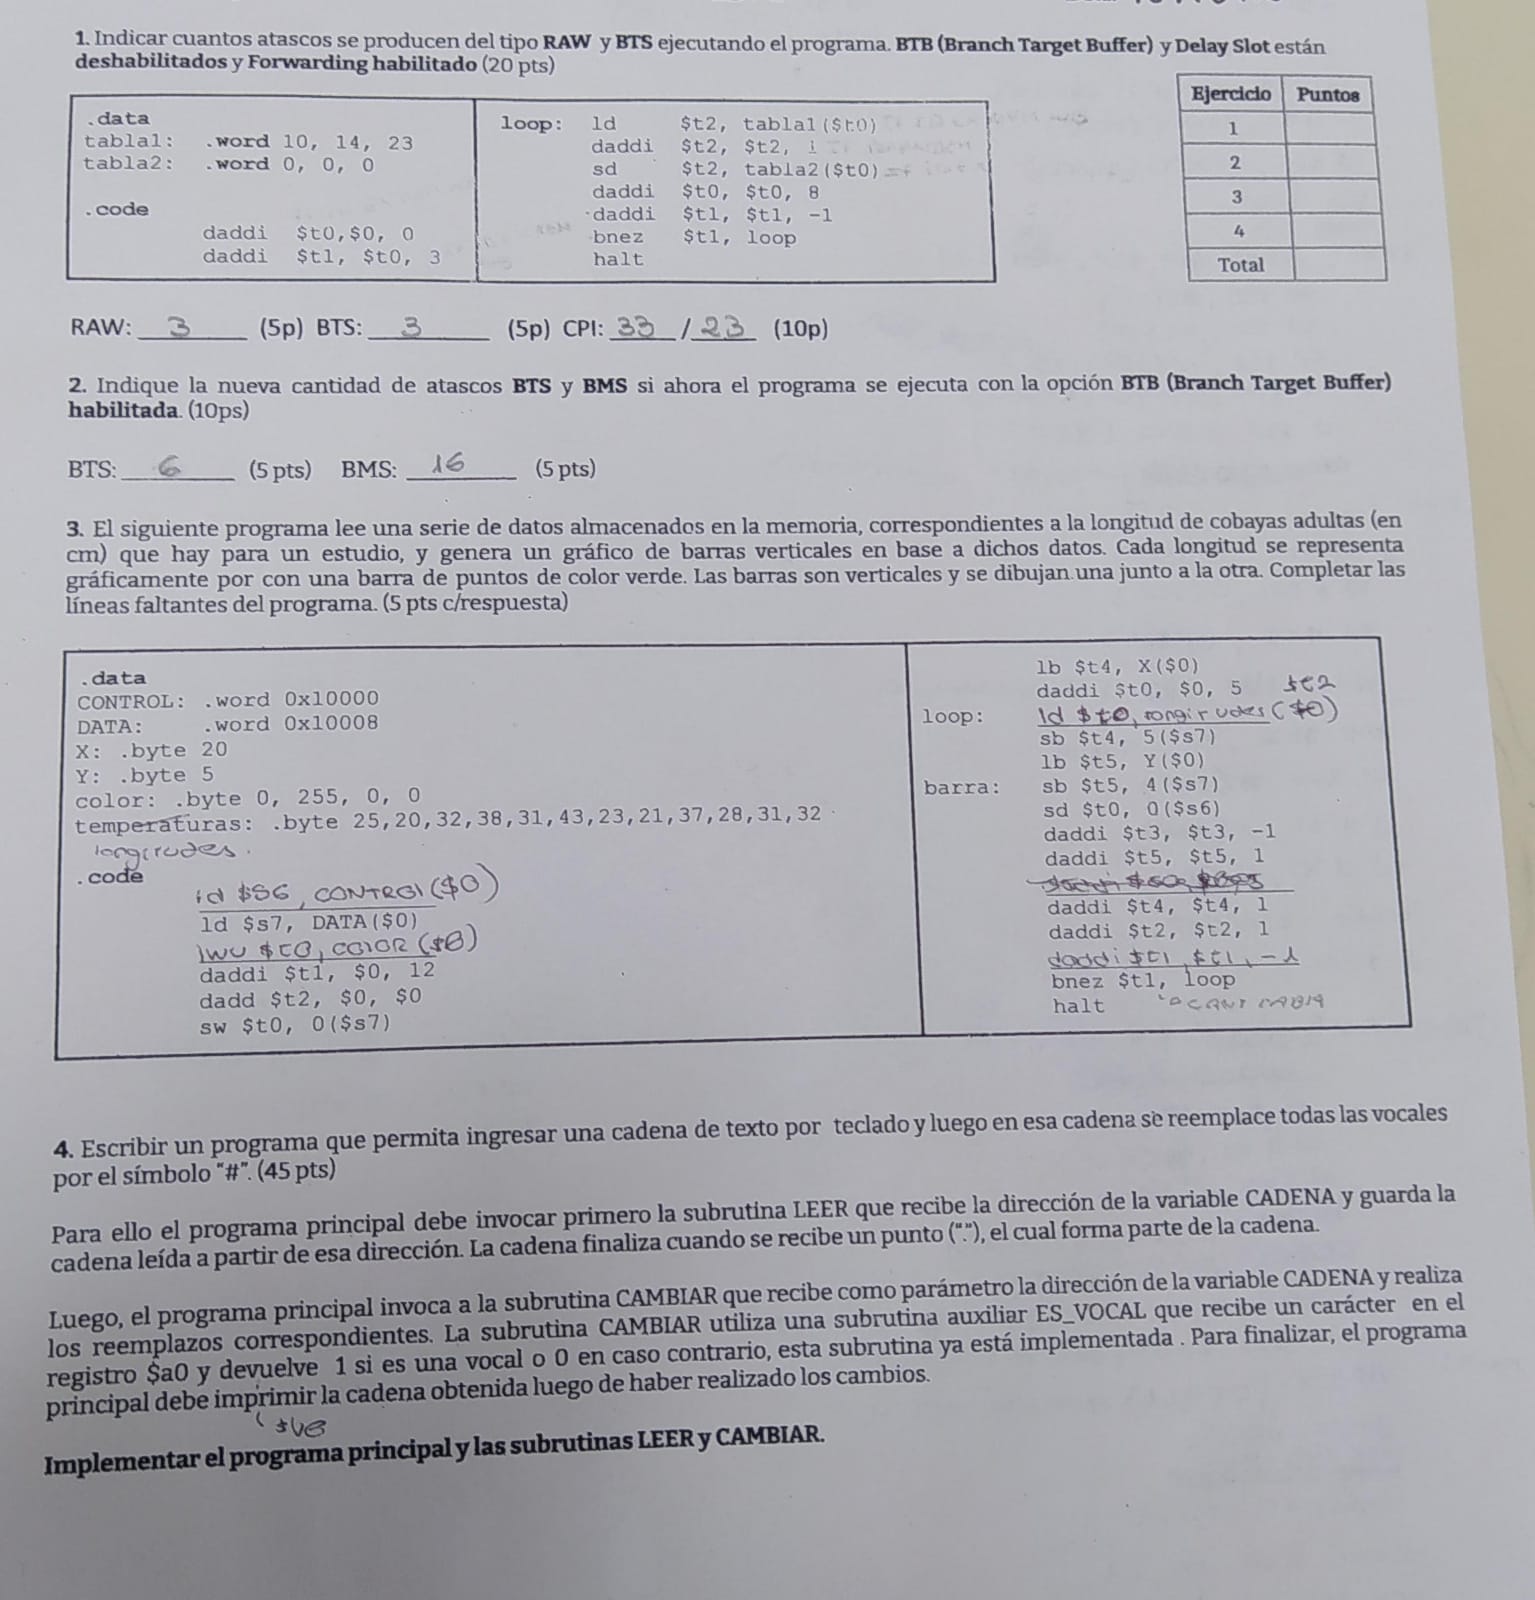 1. Indicar cuantos atascos se producen del tipo RAW y BTS ejecutando el programa. BTB (Branch Target Buffer) y Delay Slot están
deshabilitados y Forwarding habilitado (20 pts)
Ejercicio Puntos
1
2
3
4
Total
.data
tabla1: .word 10, 14, 23
tabla2: .word 0, 0, 0
.code
daddi $t0,$0, 0
daddi $t1, $t0, 3
loop: ld $t2, tabla1($t0)
daddi $t2, $t2, 1
sd $t2, tabla2($t0)
daddi $t0, $t0, 8
daddi $t1, $t1, -1
bnez $t1, loop
halt
RAW: 3 (5p) BTS: 3 (5p) CPI: 33 / 23 (10p)
2. Indique la nueva cantidad de atascos BTS y BMS si ahora el programa se ejecuta con la opción BTB (Branch Target Buffer)
habilitada. (10ps)
BTS: 6 (5 pts) BMS: 16 (5 pts)
3. El siguiente programa lee una serie de datos almacenados en la memoria, correspondientes a la longitud de cobayas adultas (en
cm) que hay para un estudio, y genera un gráfico de barras verticales en base a dichos datos. Cada longitud se representa
gráficamente por con una barra de puntos de color verde. Las barras son verticales y se dibujan una junto a la otra. Completar las
líneas faltantes del programa. (5 pts c/respuesta)
.data
CONTROL: .word 0x10000
DATA: .word 0x10008
X: .byte 20
Y: .byte 5
color: .byte 0, 255, 0, 0
temperaturas: .byte 25,20,32,38,31,43,23,21,37,28,31,32
longitudes.
.code
ld $S6, CONTROl ($0)
ld $s7, DATA($0)
lwu $t0, COlOR ($0)
daddi $t1, $0, 12
dadd $t2, $0, $0
sw $t0, 0($s7)
lb $t4, X($0)
daddi $t0, $0, 5 $t2
loop: ld $t0, longitudes ($0)
sb $t4, 5($s7)
lb $t5, Y($0)
barra: sb $t5, 4($s7)
sd $t0, 0($s6)
daddi $t3, $t3, -1
daddi $t5, $t5, 1
daddi $t4, $t4, 1
daddi $t2, $t2, 1
daddi $t1, $t1, -1
bnez $t1, loop
halt
4. Escribir un programa que permita ingresar una cadena de texto por teclado y luego en esa cadena se reemplace todas las vocales
por el símbolo "#". (45 pts)
Para ello el programa principal debe invocar primero la subrutina LEER que recibe la dirección de la variable CADENA y guarda la
cadena leída a partir de esa dirección. La cadena finaliza cuando se recibe un punto ("."), el cual forma parte de la cadena.
Luego, el programa principal invoca a la subrutina CAMBIAR que recibe como parámetro la dirección de la variable CADENA y realiza
los reemplazos correspondientes. La subrutina CAMBIAR utiliza una subrutina auxiliar ES_VOCAL que recibe un carácter en el
registro $a0 y devuelve 1 si es una vocal o 0 en caso contrario, esta subrutina ya está implementada . Para finalizar, el programa
principal debe imprimir la cadena obtenida luego de haber realizado los cambios.
$v0
Implementar el programa principal y las subrutinas LEER y CAMBIAR.